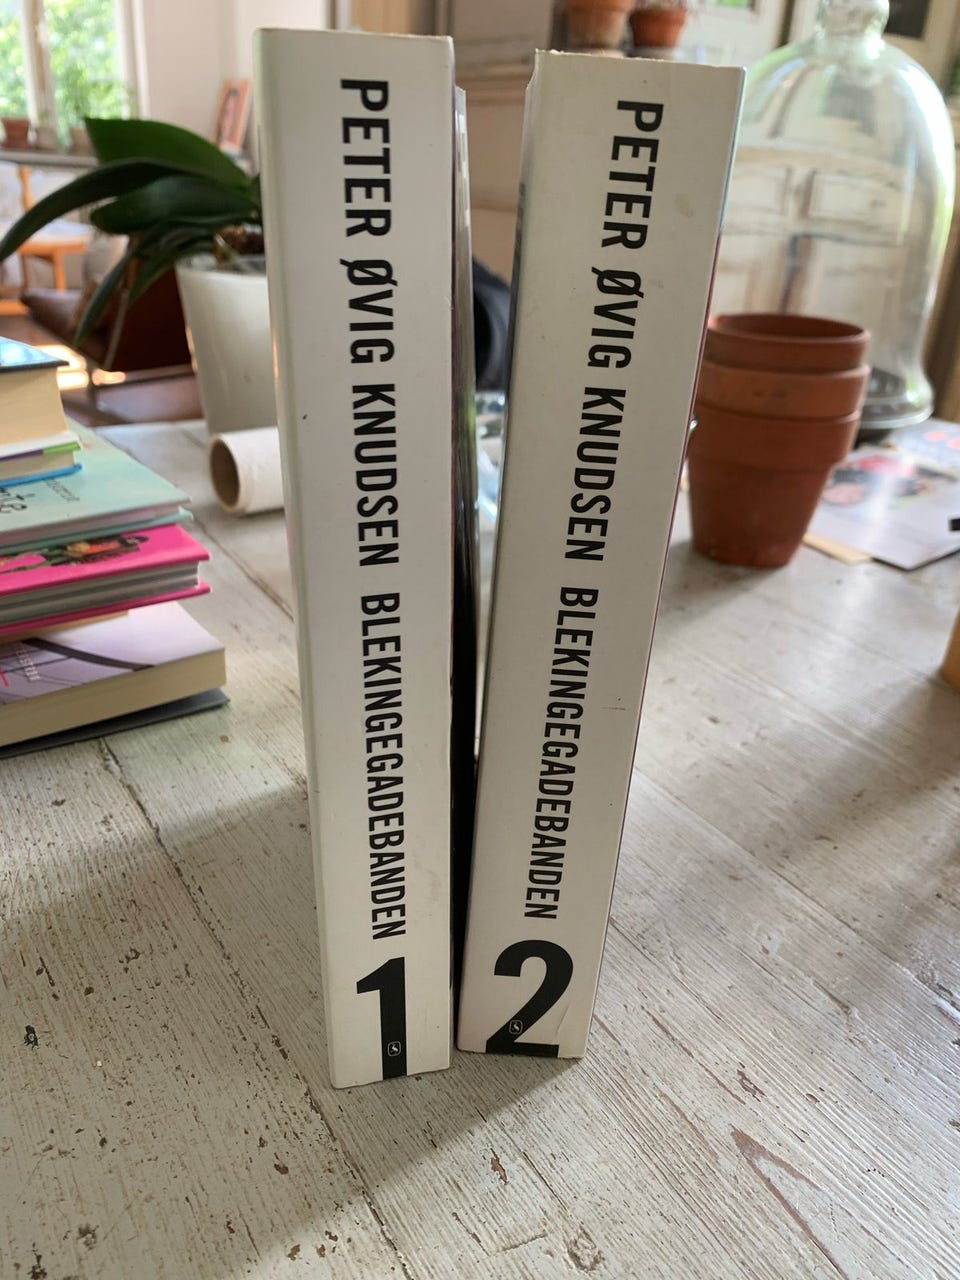 PETER ØVIG KNUDSEN BLEKINGEGADEBANDEN 1
PETER ØVIG KNUDSEN BLEKINGEGADEBANDEN 2